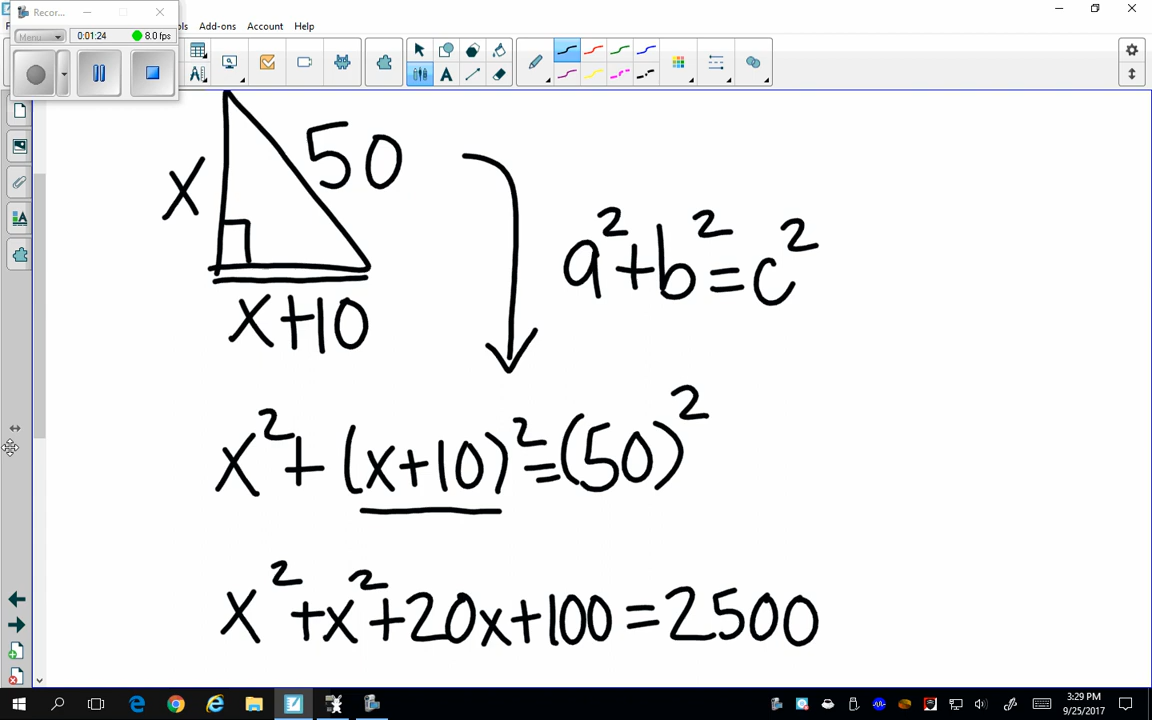 Recor...
Menu
0:01:24
8.0 fps
Add-ons
Account
Help
50
x
x+10
a²+b²=c²
x²+(x+10)²=(50)²
x²+x²+20x+100=2500
3:29 PM
9/25/2017